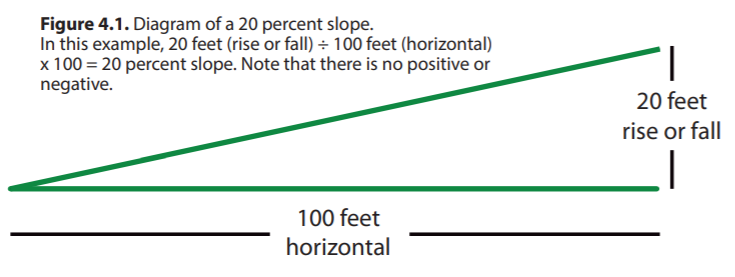 Figure 4.1. Diagram of a 20 percent slope.
In this example, 20 feet (rise or fall) ÷ 100 feet (horizontal)
x 100 = 20 percent slope. Note that there is no positive or
negative.
20 feet
rise or fall
100 feet
horizontal